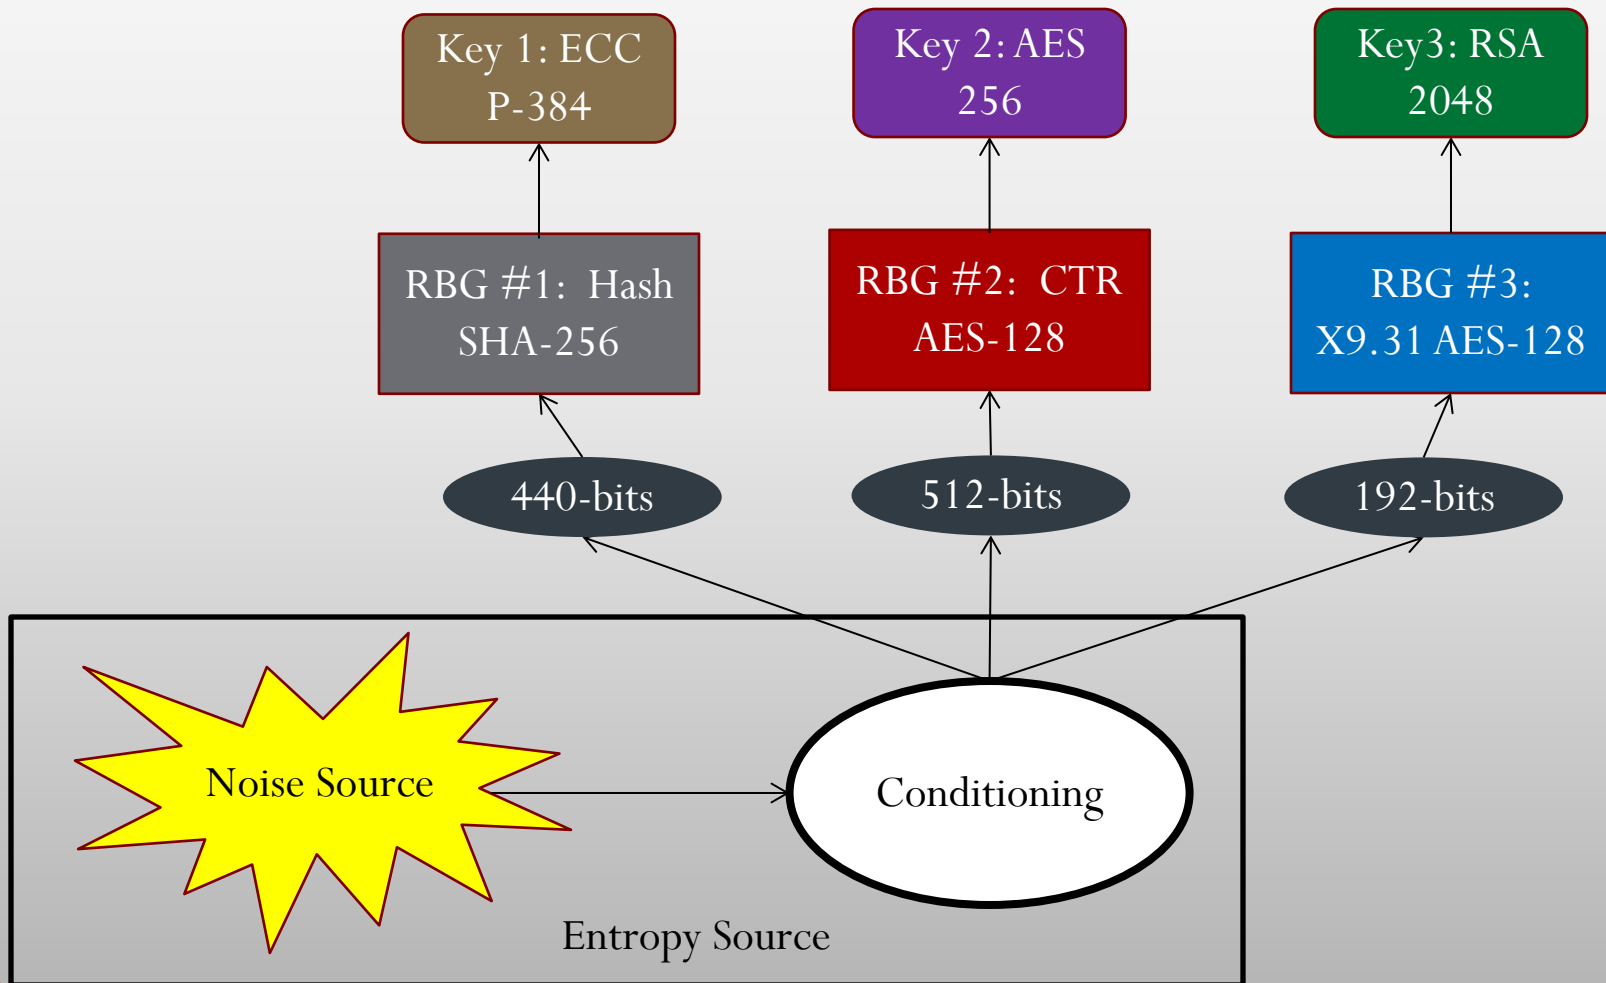 Key 1: ECC
P-384
Key 2: AES
256
Key3: RSA
2048
RBG #1:  Hash
SHA-256
RBG #2:  CTR
AES-128
RBG #3:
X9.31 AES-128
440-bits
512-bits
192-bits
Noise Source
Conditioning
Entropy Source